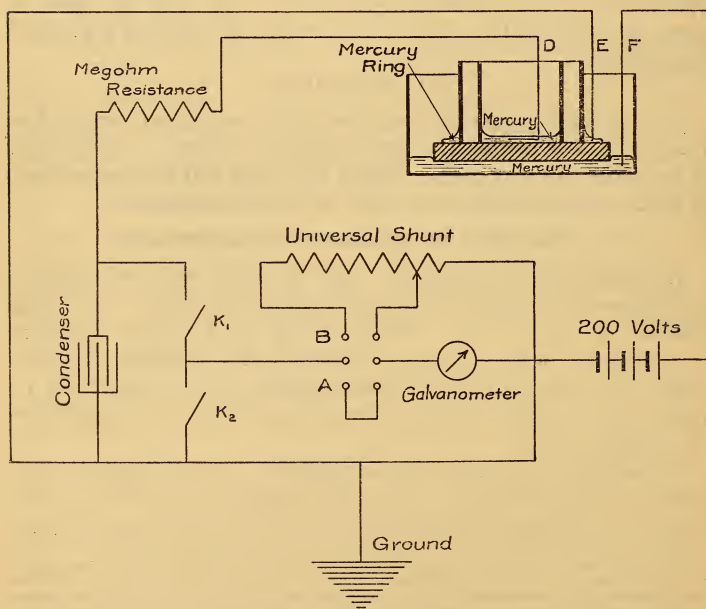 D E F
Mercury
Ring
Megohm
Resistance
Mercury
Mercury
Universal Shunt
K₁
B
200 Volts
Condenser
A
Galvanometer
K₂
Ground